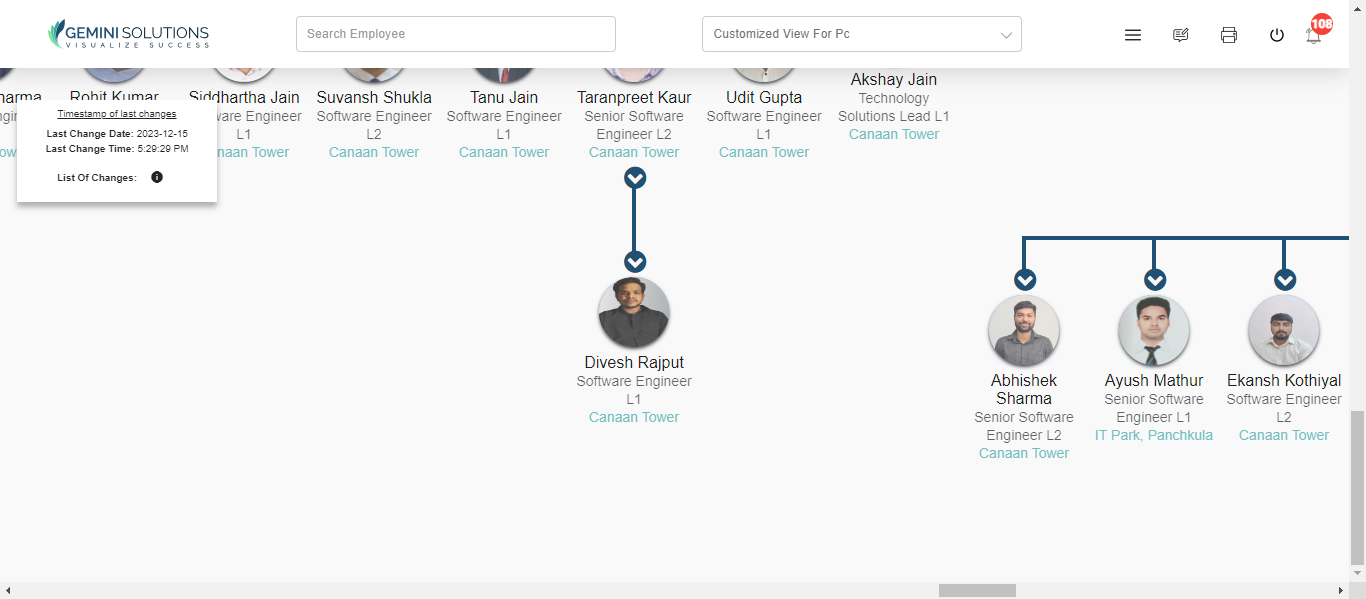 GEMINI SOLUTIONS
VISUALIZE SUCCESS
Search Employee
Customized View For Pc
108
Rohit Kumar
Siddhartha Jain
Software Engineer
L1
Canaan Tower
Suvansh Shukla
Software Engineer
L2
Canaan Tower
Tanu Jain
Software Engineer
L1
Canaan Tower
Taranpreet Kaur
Senior Software
Engineer L2
Canaan Tower
Udit Gupta
Software Engineer
L1
Canaan Tower
Akshay Jain
Technology
Solutions Lead L1
Canaan Tower
Timestamp of last changes
Last Change Date: 2023-12-15
Last Change Time: 5:29:29 PM
List Of Changes:
Divesh Rajput
Software Engineer
L1
Canaan Tower
Abhishek
Sharma
Senior Software
Engineer L2
Canaan Tower
Ayush Mathur
Senior Software
Engineer L1
IT Park, Panchkula
Ekansh Kothiyal
Software Engineer
L2
Canaan Tower